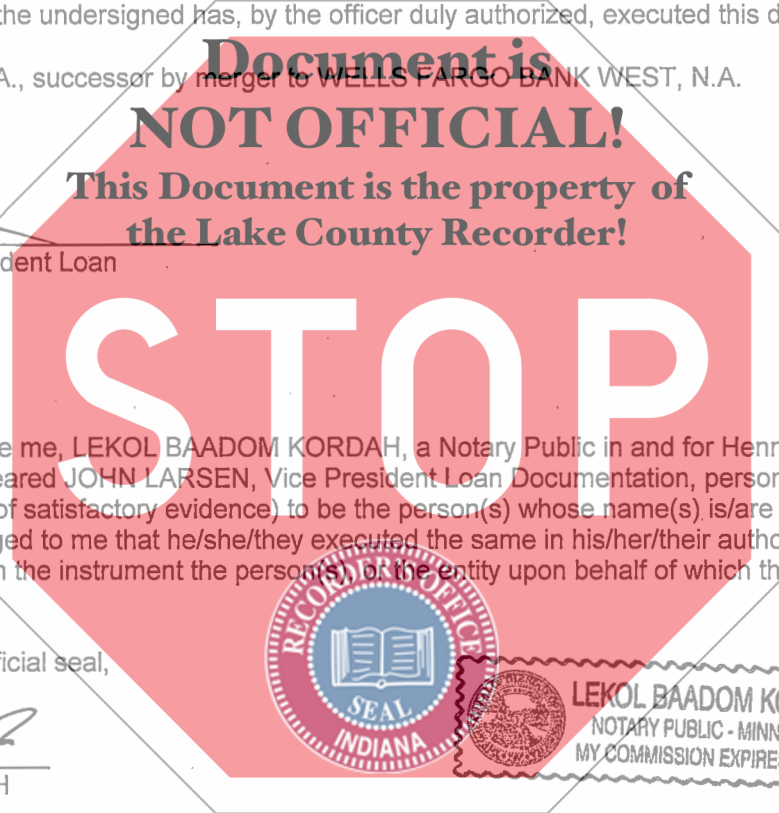 the undersigned has, by the officer duly authorized, executed this d
Document is
A., successor by merger to WELLS FARGO BANK WEST, N.A.
NOT OFFICIAL!
This Document is the property of
the Lake County Recorder!
dent Loan
STOP
e me, LEKOL BAADOM KORDAH, a Notary Public in and for Henn
eared JOHN LARSEN, Vice President Loan Documentation, person
of satisfactory evidence) to be the person(s) whose name(s) is/are
ged to me that he/she/they executed the same in his/her/their autho
n the instrument the person(s), or the entity upon behalf of which th
RECORDER'S OFFICE
SEAL
INDIANA
ficial seal,
LEKOL BAADOM KO
NOTARY PUBLIC - MINN
MY COMMISSION EXPIRE
H